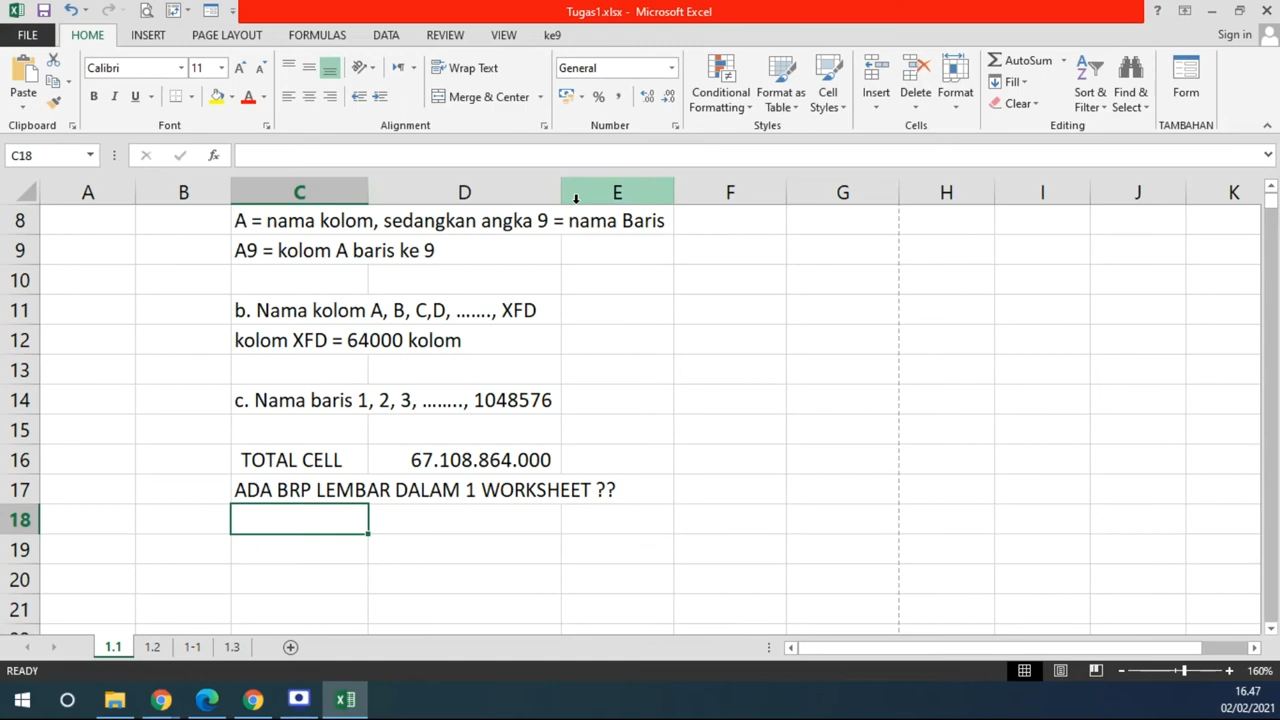 Tugas1.xlsx - Microsoft Excel
FILE HOME INSERT PAGE LAYOUT FORMULAS DATA REVIEW VIEW ke9 Sign in
Paste
Calibri 11
B I U A
Wrap Text
Merge & Center
General
%
Conditional Formatting
Format as Table
Cell Styles
Insert
Delete
Format
AutoSum
Fill
Clear
Sort & Filter
Find & Select
Form
Clipboard Font Alignment Number Styles Cells Editing TAMBAHAN
C18
fx
A B C D E F G H I J K
8 A = nama kolom, sedangkan angka 9 = nama Baris
9 A9 = kolom A baris ke 9
10
11 b. Nama kolom A, B, C,D, ……., XFD
12 kolom XFD = 64000 kolom
13
14 c. Nama baris 1, 2, 3, …….., 1048576
15
16 TOTAL CELL 67.108.864.000
17 ADA BRP LEMBAR DALAM 1 WORKSHEET ??
18
19
20
21
1.1 1.2 1-1 1.3
READY
160%
16.47
02/02/2021